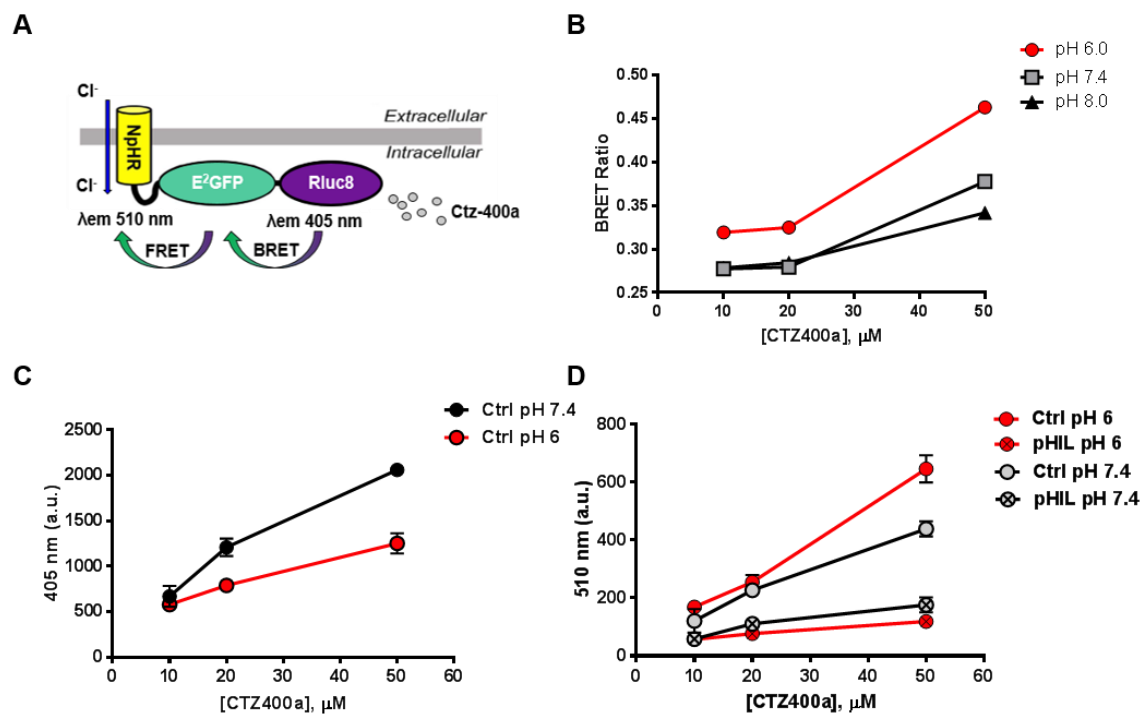 A
Cl-
NpHR
Extracellular
Intracellular
Cl-
E²GFP
Rluc8
Ctz-400a
λem 510 nm
λem 405 nm
FRET
BRET
B
pH 6.0
pH 7.4
pH 8.0
0.50
0.45
0.40
0.35
0.30
0.25
BRET Ratio
0 10 20 30 40 50
[CTZ400a], μM
C
Ctrl pH 7.4
Ctrl pH 6
2500
2000
1500
1000
500
0
405 nm (a.u.)
0 10 20 30 40 50 60
[CTZ400a], μM
D
Ctrl pH 6
pHIL pH 6
Ctrl pH 7.4
pHIL pH 7.4
800
600
400
200
0
510 nm (a.u.)
0 10 20 30 40 50 60
[CTZ400a], μM